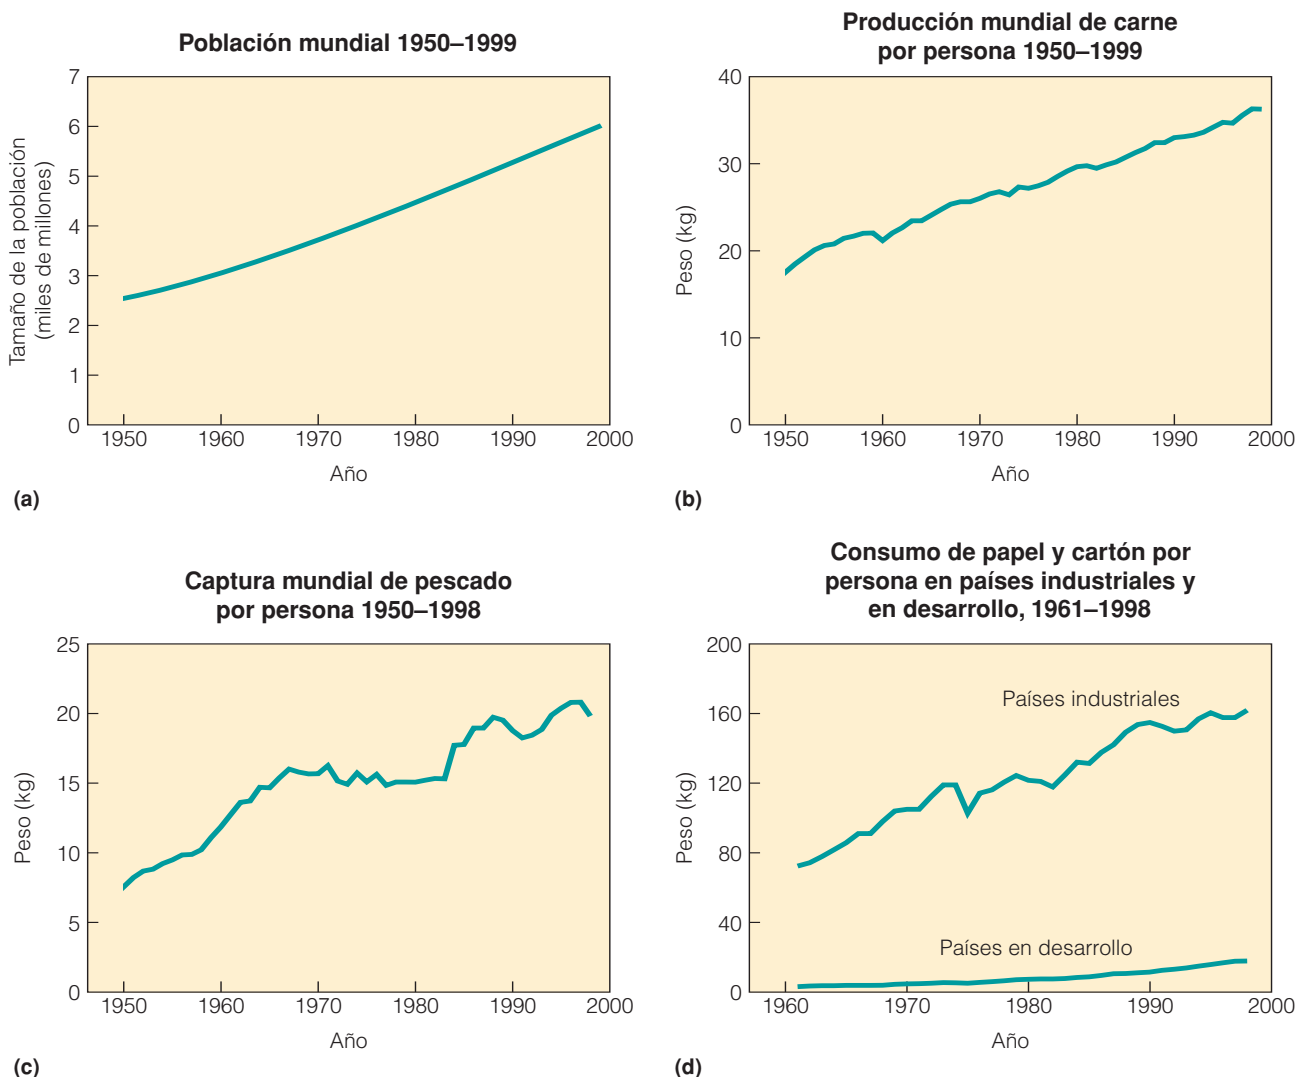 Población mundial 1950–1999
7
6
5
4
3
2
1
0
Tamaño de la población
(miles de millones)
1950 1960 1970 1980 1990 2000
Año
(a)
Producción mundial de carne
por persona 1950–1999
40
30
20
10
0
Peso (kg)
1950 1960 1970 1980 1990 2000
Año
(b)
Captura mundial de pescado
por persona 1950–1998
25
20
15
10
5
0
Peso (kg)
1950 1960 1970 1980 1990 2000
Año
(c)
Consumo de papel y cartón por
persona en países industriales y
en desarrollo, 1961–1998
200
160
120
80
40
0
Peso (kg)
Países industriales
Países en desarrollo
1960 1970 1980 1990 2000
Año
(d)